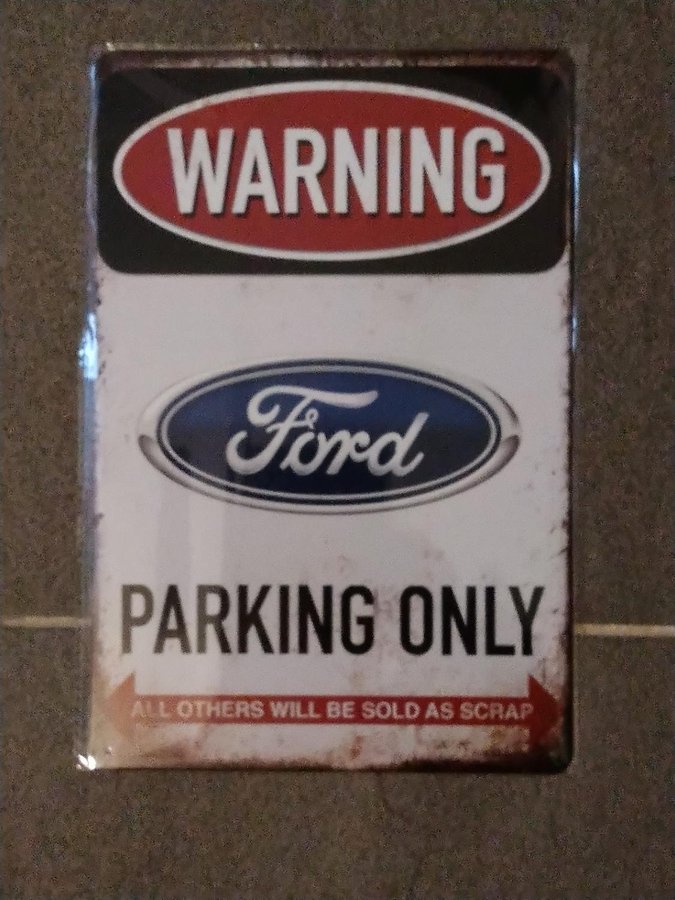 WARNING
Ford
PARKING ONLY
ALL OTHERS WILL BE SOLD AS SCRAP